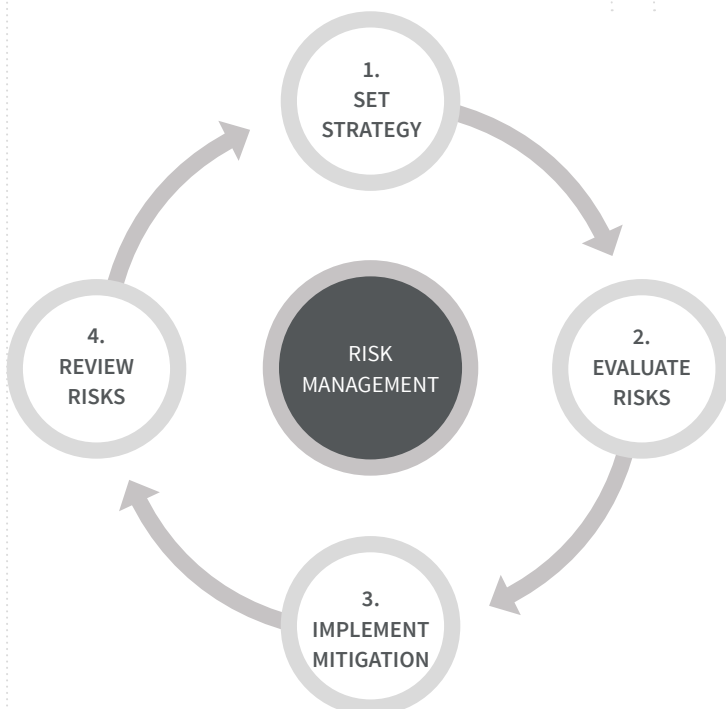 1.
SET
STRATEGY
2.
EVALUATE
RISKS
3.
IMPLEMENT
MITIGATION
4.
REVIEW
RISKS
RISK
MANAGEMENT